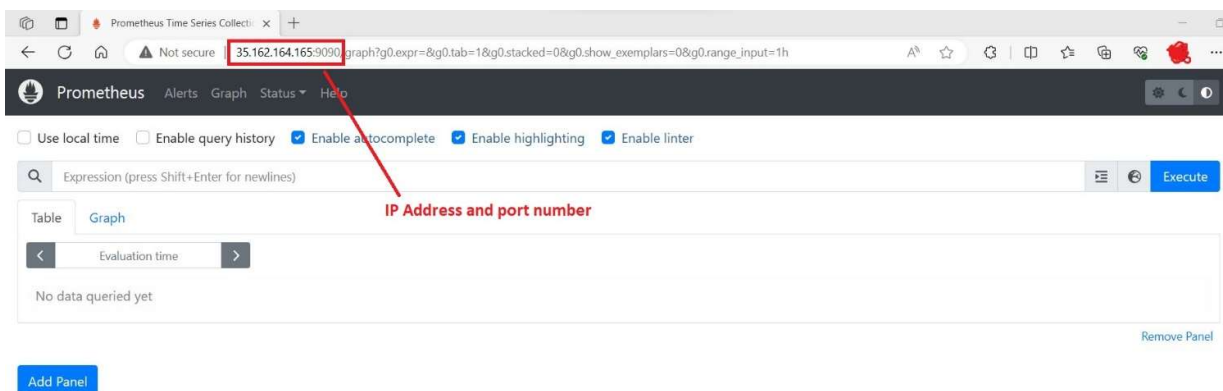 Prometheus Time Series Collecti
Not secure 35.162.164.165:9090/graph?g0.expr=&g0.tab=1&g0.stacked=0&g0.show_exemplars=0&g0.range_input=1h
Prometheus Alerts Graph Status Help
Use local time Enable query history Enable autocomplete Enable highlighting Enable linter
Expression (press Shift+Enter for newlines) Execute
IP Address and port number
Table Graph
Evaluation time
No data queried yet
Remove Panel
Add Panel